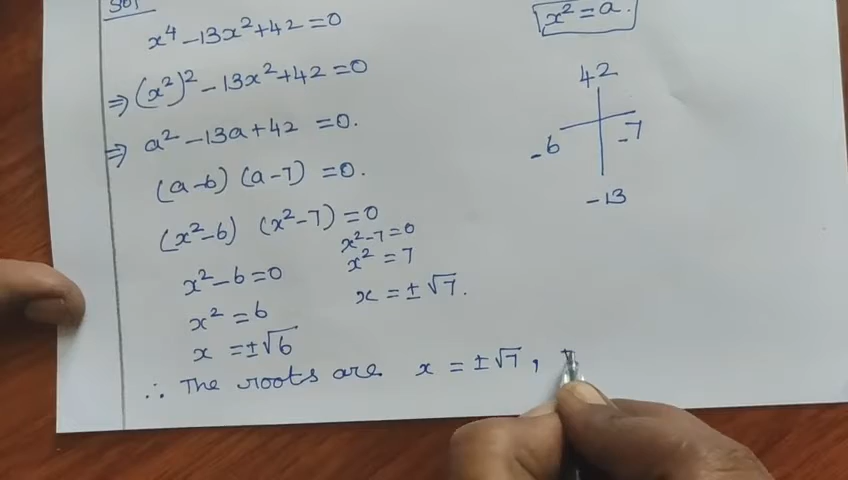 Sol
x⁴ - 13x² + 42 = 0
⇒ (x²)² - 13x² + 42 = 0
⇒ a² - 13a + 42 = 0.
(a-6) (a-7) = 0.
(x²-6) (x²-7) = 0
x² - 6 = 0
x² = 6
x = ±√6
x² - 7 = 0
x² = 7
x = ±√7.
∴ The roots are x = ±√7,
x² = a.
42
-6 -7
-13